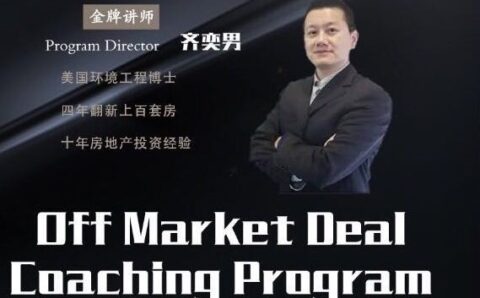 金牌讲师
Program Director 齐奕男
美国环境工程博士
四年翻新上百套房
十年房地产投资经验
Off Market Deal
Coaching Program